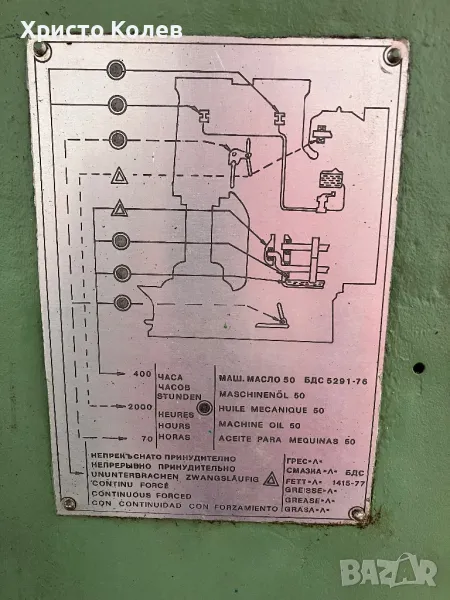 Христо Колев
400
2000
70
ЧАСА
ЧАСОВ
STUNDEN
HEURES
HOURS
HORAS
МАШ. МАСЛО 50 БДС 5291-76
MASCHINENÖL 50
HUILE MECANIQUE 50
MACHINE OIL 50
ACEITE PARA MEQUINAS 50
НЕПРЕКЪСНАТО ПРИНУДИТЕЛНО
НЕПРЕРЫВНО ПРИНУДИТЕЛЬНО
UNUNTERBRACHEN ZWANGSLÄUFIG
CONTINU FORCÉ
CONTINUOUS FORCED
CON CONTINUIDAD CON FORZAMIENTO
ГРЕС-Л-
СМАЗКА-Л- БДС
FETT-Л- 1415-77
GREISSE-Л-
GREASE-Л-
GRASA-Л-
BAZAR